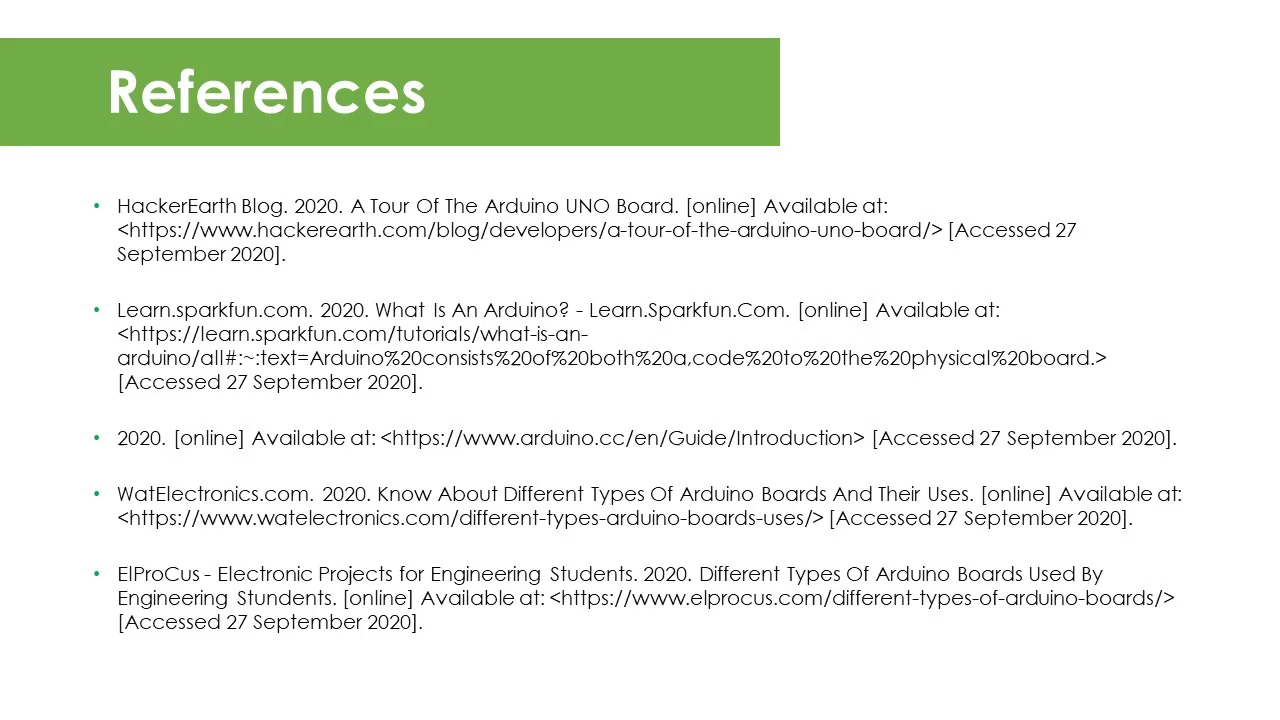 References
• HackerEarth Blog. 2020. A Tour Of The Arduino UNO Board. [online] Available at:
<https://www.hackerearth.com/blog/developers/a-tour-of-the-arduino-uno-board/> [Accessed 27
September 2020].
• Learn.sparkfun.com. 2020. What Is An Arduino? - Learn.Sparkfun.Com. [online] Available at:
<https://learn.sparkfun.com/tutorials/what-is-an-
arduino/all#:~:text=Arduino%20consists%20of%20both%20a,code%20to%20the%20physical%20board.>
[Accessed 27 September 2020].
• 2020. [online] Available at: <https://www.arduino.cc/en/Guide/Introduction> [Accessed 27 September 2020].
• WatElectronics.com. 2020. Know About Different Types Of Arduino Boards And Their Uses. [online] Available at:
<https://www.watelectronics.com/different-types-arduino-boards-uses/> [Accessed 27 September 2020].
• ElProCus - Electronic Projects for Engineering Students. 2020. Different Types Of Arduino Boards Used By
Engineering Stundents. [online] Available at: <https://www.elprocus.com/different-types-of-arduino-boards/>
[Accessed 27 September 2020].